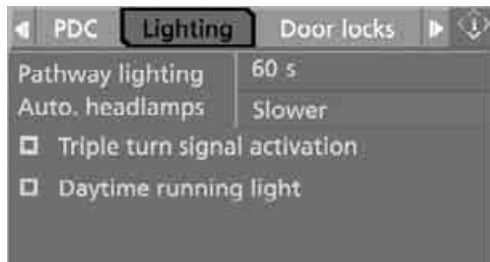 PDC Lighting Door locks
Pathway lighting 60 s
Auto. headlamps Slower
Triple turn signal activation
Daytime running light